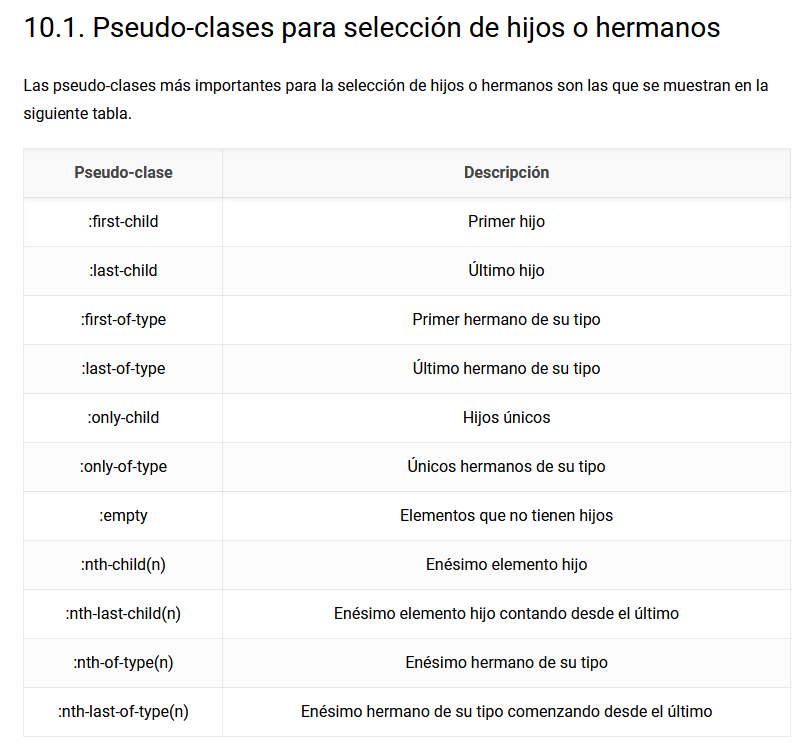 10.1. Pseudo-clases para selección de hijos o hermanos
Las pseudo-clases más importantes para la selección de hijos o hermanos son las que se muestran en la
siguiente tabla.
Pseudo-clase Descripción
:first-child Primer hijo
:last-child Último hijo
:first-of-type Primer hermano de su tipo
:last-of-type Último hermano de su tipo
:only-child Hijos únicos
:only-of-type Únicos hermanos de su tipo
:empty Elementos que no tienen hijos
:nth-child(n) Enésimo elemento hijo
:nth-last-child(n) Enésimo elemento hijo contando desde el último
:nth-of-type(n) Enésimo hermano de su tipo
:nth-last-of-type(n) Enésimo hermano de su tipo comenzando desde el último